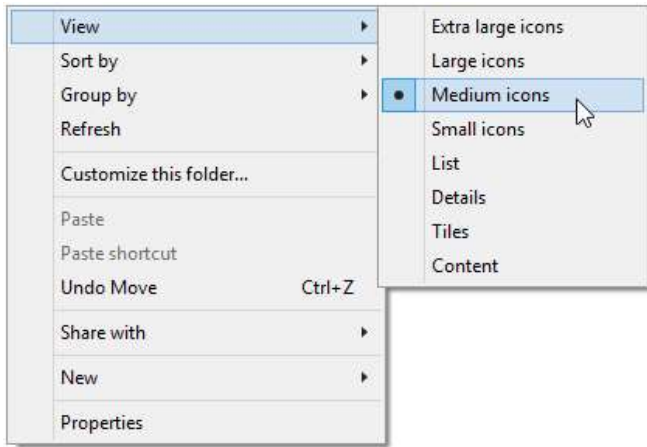 View
Sort by
Group by
Refresh
Customize this folder...
Paste
Paste shortcut
Undo Move Ctrl+Z
Share with
New
Properties
Extra large icons
Large icons
Medium icons
Small icons
List
Details
Tiles
Content